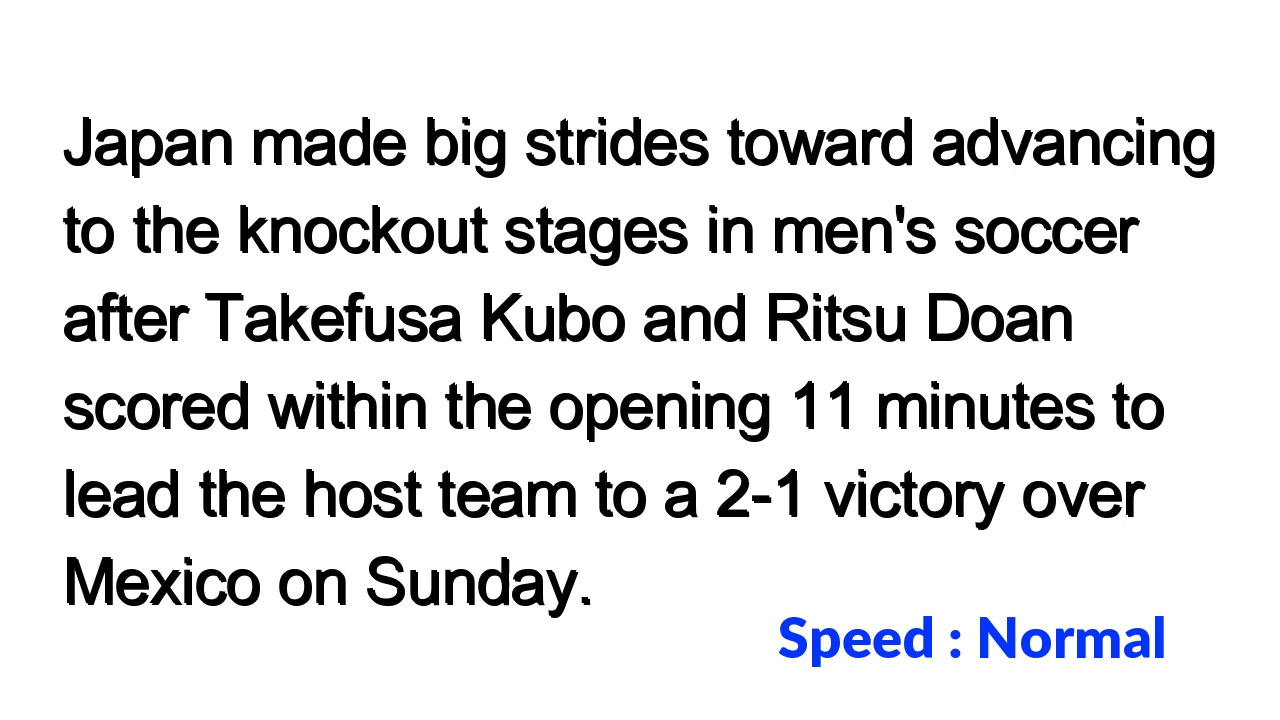 Japan made big strides toward advancing
to the knockout stages in men's soccer
after Takefusa Kubo and Ritsu Doan
scored within the opening 11 minutes to
lead the host team to a 2-1 victory over
Mexico on Sunday.
Speed : Normal